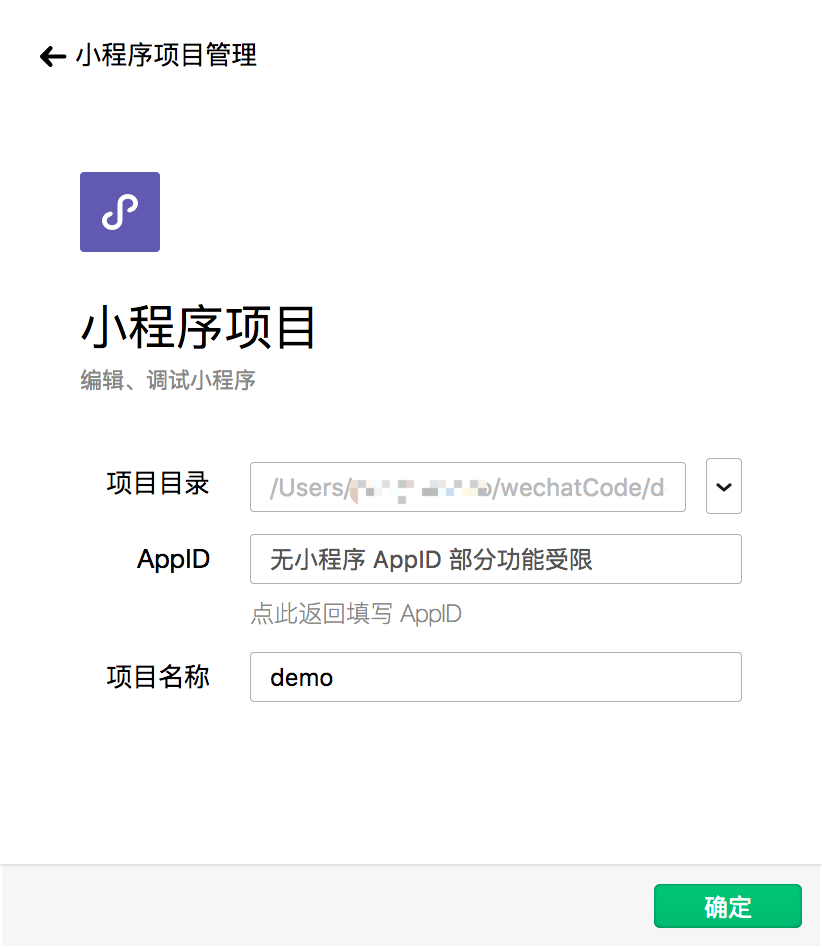 小程序项目管理
小程序项目
编辑、调试小程序
项目目录 /Users/ /wechatCode/d
AppID 无小程序 AppID 部分功能受限
点此返回填写 AppID
项目名称 demo
确定